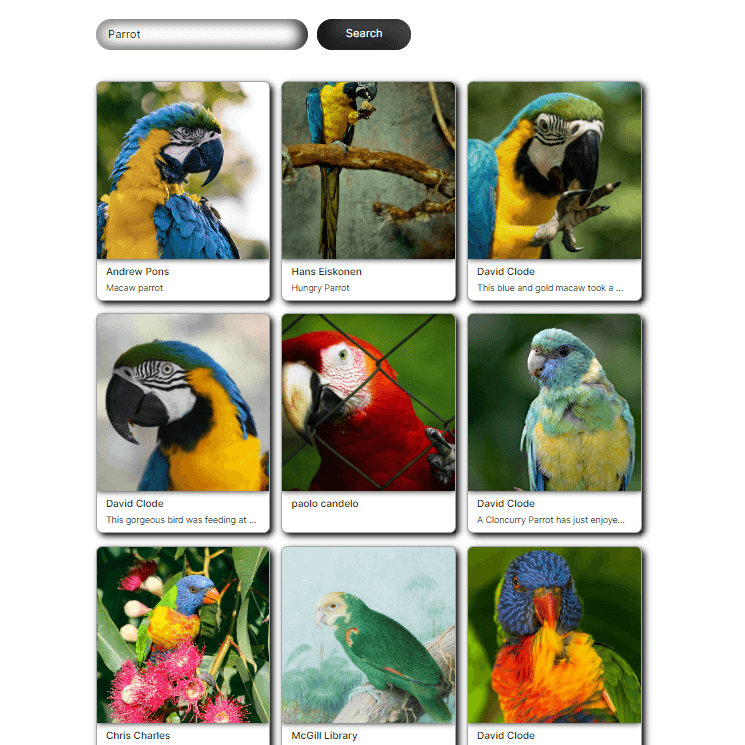 Parrot
Search
Andrew Pons
Macaw parrot
Hans Eiskonen
Hungry Parrot
David Clode
This blue and gold macaw took a ...
David Clode
This gorgeous bird was feeding at ...
paolo candelo
David Clode
A Cloncurry Parrot has just enjoye...
Chris Charles
McGill Library
David Clode